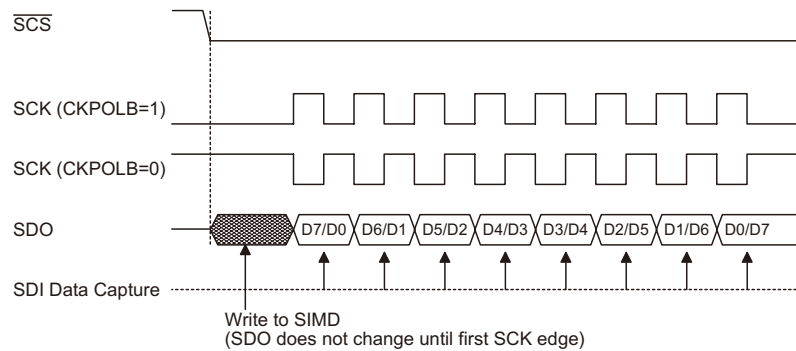 SCS
SCK (CKPOLB=1)
SCK (CKPOLB=0)
SDO D7/D0 D6/D1 D5/D2 D4/D3 D3/D4 D2/D5 D1/D6 D0/D7
SDI Data Capture
Write to SIMD
(SDO does not change until first SCK edge)